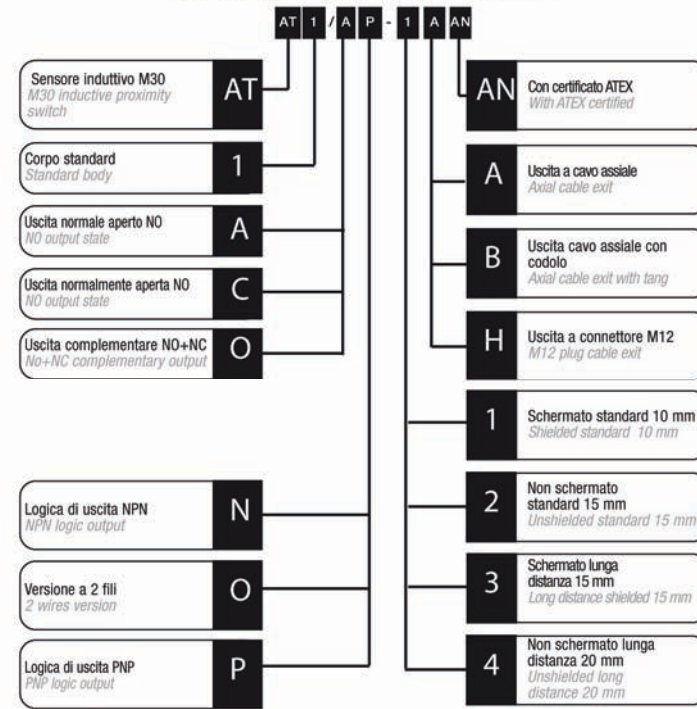 AT 1 / A P - 1 A AN
Sensore induttivo M30
M30 inductive proximity
switch
AT
Corpo standard
Standard body
1
Uscita normale aperto NO
NO output state
A
Uscita normalmente aperta NO
NO output state
C
Uscita complementare NO+NC
No+NC complementary output
O
Logica di uscita NPN
NPN logic output
N
Versione a 2 fili
2 wires version
O
Logica di uscita PNP
PNP logic output
P
AN
Con certificato ATEX
With ATEX certified
A
Uscita a cavo assiale
Axial cable exit
B
Uscita cavo assiale con
codolo
Axial cable exit with tang
H
Uscita a connettore M12
M12 plug cable exit
1
Schermato standard 10 mm
Shielded standard 10 mm
2
Non schermato
standard 15 mm
Unshielded standard 15 mm
3
Schermato lunga
distanza 15 mm
Long distance shielded 15 mm
4
Non schermato lunga
distanza 20 mm
Unshielded long
distance 20 mm